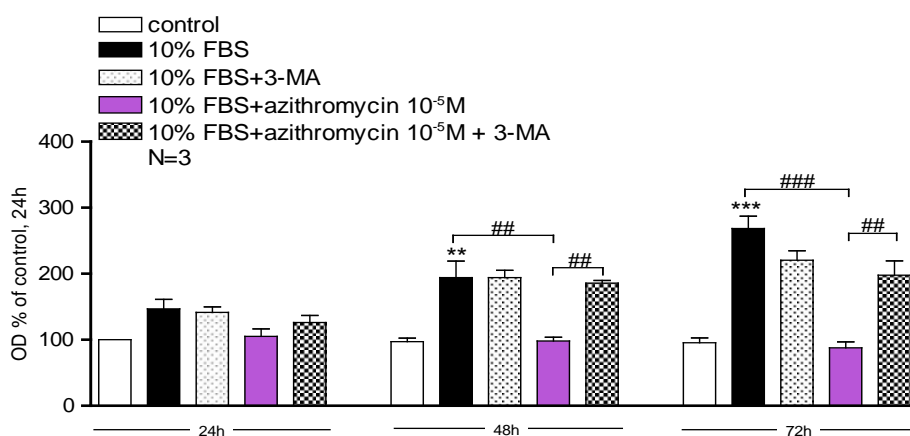 control
10% FBS
10% FBS+3-MA
10% FBS+azithromycin 10⁻⁵M
10% FBS+azithromycin 10⁻⁵M + 3-MA
N=3
OD % of control, 24h
400
300
200
100
0
**
##
##
***
###
##
24h
48h
72h